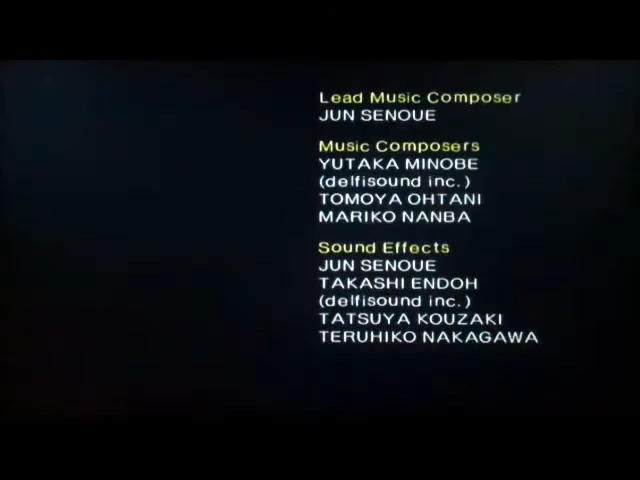 Lead Music Composer
JUN SENOUE
Music Composers
YUTAKA MINOBE
(delfisound inc.)
TOMOYA OHTANI
MARIKO NANBA
Sound Effects
JUN SENOUE
TAKASHI ENDOH
(delfisound inc.)
TATSUYA KOUZAKI
TERUHIKO NAKAGAWA